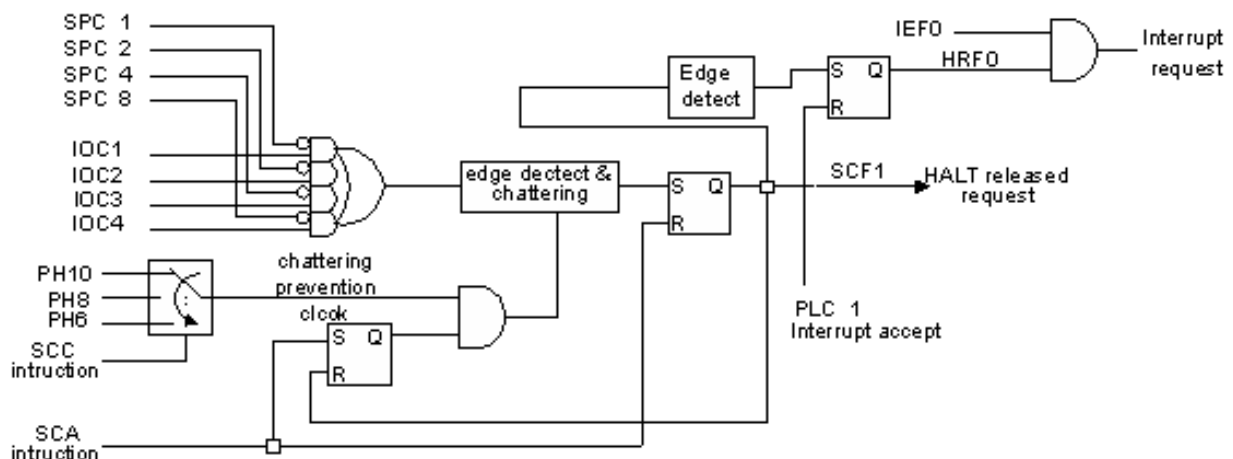 SPC 1
SPC 2
SPC 4
SPC 8
IOC1
IOC2
IOC3
IOC4
PH10
PH8
PH6
SCC
intruction
SCA
intruction
chattering
prevention
clcok
S Q
R
edge dectect &
chattering
S Q
R
Edge
detect
S Q
R
IEF0
HRF0
Interrupt
request
SCF1
HALT released
request
PLC 1
Interrupt accept